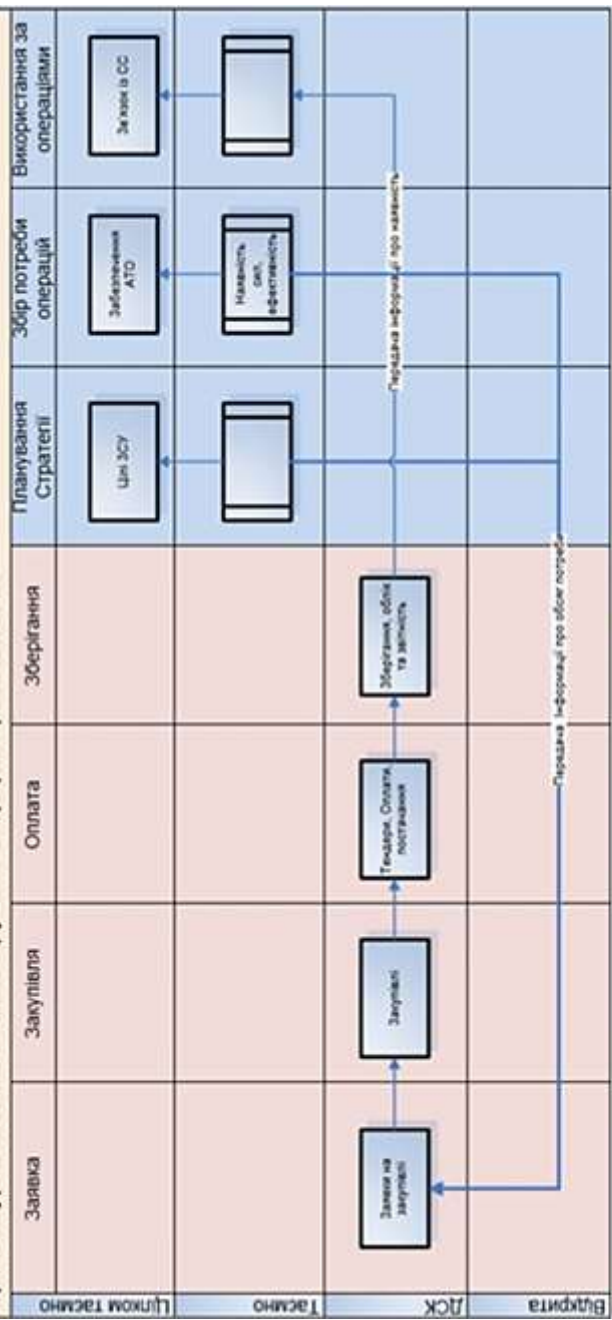 Заявка
Закупівля
Оплата
Зберігання
Планування
Стратегії
Збір потреби
операцій
Використання за
операціями
Цілком таємно
Цілі ЗСУ
Забезпечення
АТО
Зв'язок із СС
Таємно
Наявність
сил,
ефективність
ДСК
Заявки на
закупівлі
Закупівлі
Тендери, Оплати,
постачання
Зберігання, облік
та звітність
Передача інформації про наявність
Відкрита
Передача інформації про обсяг потреби